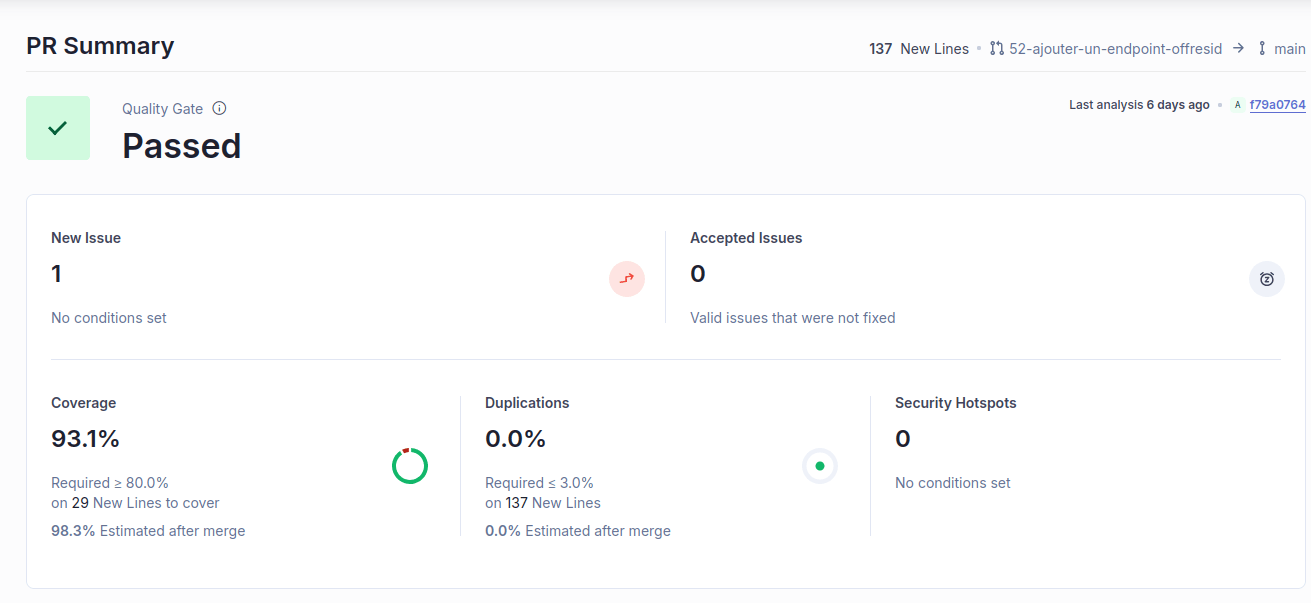 PR Summary
137 New Lines • 52-ajouter-un-endpoint-offresid → main
Quality Gate
Last analysis 6 days ago • A f79a0764
Passed
New Issue
Accepted Issues
1
0
No conditions set
Valid issues that were not fixed
Coverage
Duplications
Security Hotspots
93.1%
0.0%
0
Required ≥ 80.0%
on 29 New Lines to cover
98.3% Estimated after merge
Required ≤ 3.0%
on 137 New Lines
0.0% Estimated after merge
No conditions set